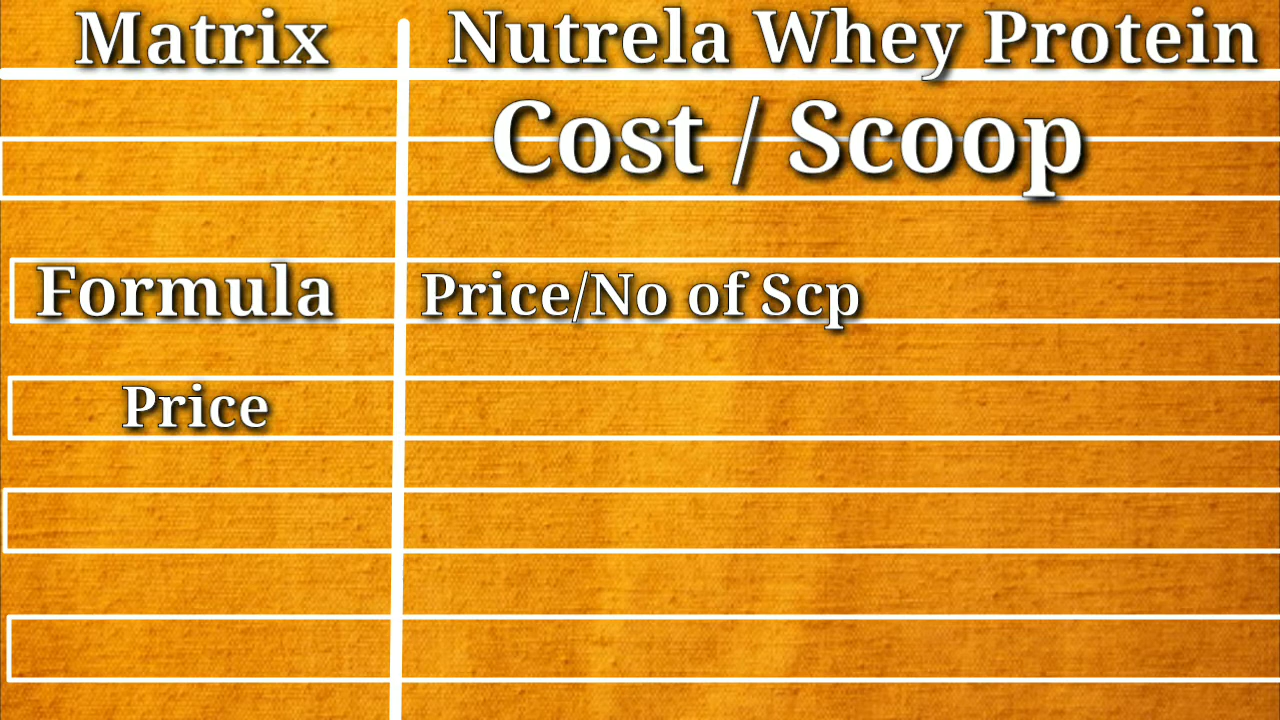 Matrix Nutrela Whey Protein
Cost / Scoop
Formula Price/No of Scp
Price